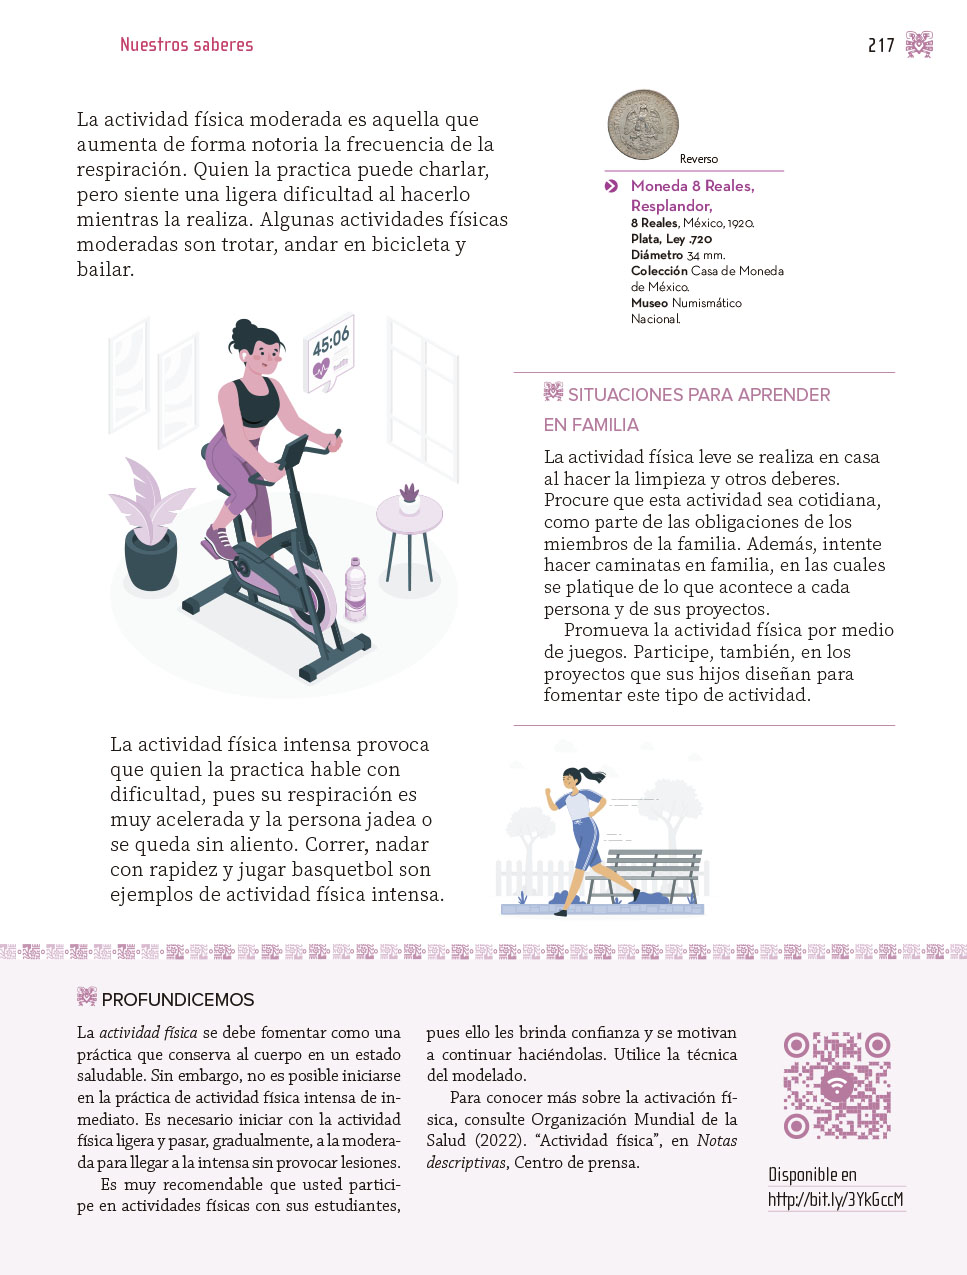 Nuestros saberes
217
La actividad física moderada es aquella que
aumenta de forma notoria la frecuencia de la
respiración. Quien la practica puede charlar,
pero siente una ligera dificultad al hacerlo
mientras la realiza. Algunas actividades físicas
moderadas son trotar, andar en bicicleta y
bailar.
Reverso
Moneda 8 Reales,
Resplandor,
8 Reales, México, 1920.
Plata, Ley .720
Diámetro 34 mm.
Colección Casa de Moneda
de México.
Museo Numismático
Nacional.
45:06
SITUACIONES PARA APRENDER
EN FAMILIA
La actividad física leve se realiza en casa
al hacer la limpieza y otros deberes.
Procure que esta actividad sea cotidiana,
como parte de las obligaciones de los
miembros de la familia. Además, intente
hacer caminatas en familia, en las cuales
se platique de lo que acontece a cada
persona y de sus proyectos.
Promueva la actividad física por medio
de juegos. Participe, también, en los
proyectos que sus hijos diseñan para
fomentar este tipo de actividad.
La actividad física intensa provoca
que quien la practica hable con
dificultad, pues su respiración es
muy acelerada y la persona jadea o
se queda sin aliento. Correr, nadar
con rapidez y jugar basquetbol son
ejemplos de actividad física intensa.
PROFUNDICEMOS
La actividad física se debe fomentar como una
práctica que conserva al cuerpo en un estado
saludable. Sin embargo, no es posible iniciarse
en la práctica de actividad física intensa de in-
mediato. Es necesario iniciar con la actividad
física ligera y pasar, gradualmente, a la modera-
da para llegar a la intensa sin provocar lesiones.
Es muy recomendable que usted partici-
pe en actividades físicas con sus estudiantes,
pues ello les brinda confianza y se motivan
a continuar haciéndolas. Utilice la técnica
del modelado.
Para conocer más sobre la activación fí-
sica, consulte Organización Mundial de la
Salud (2022). “Actividad física”, en Notas
descriptivas, Centro de prensa.
Disponible en
http://bit.ly/3YkGccM